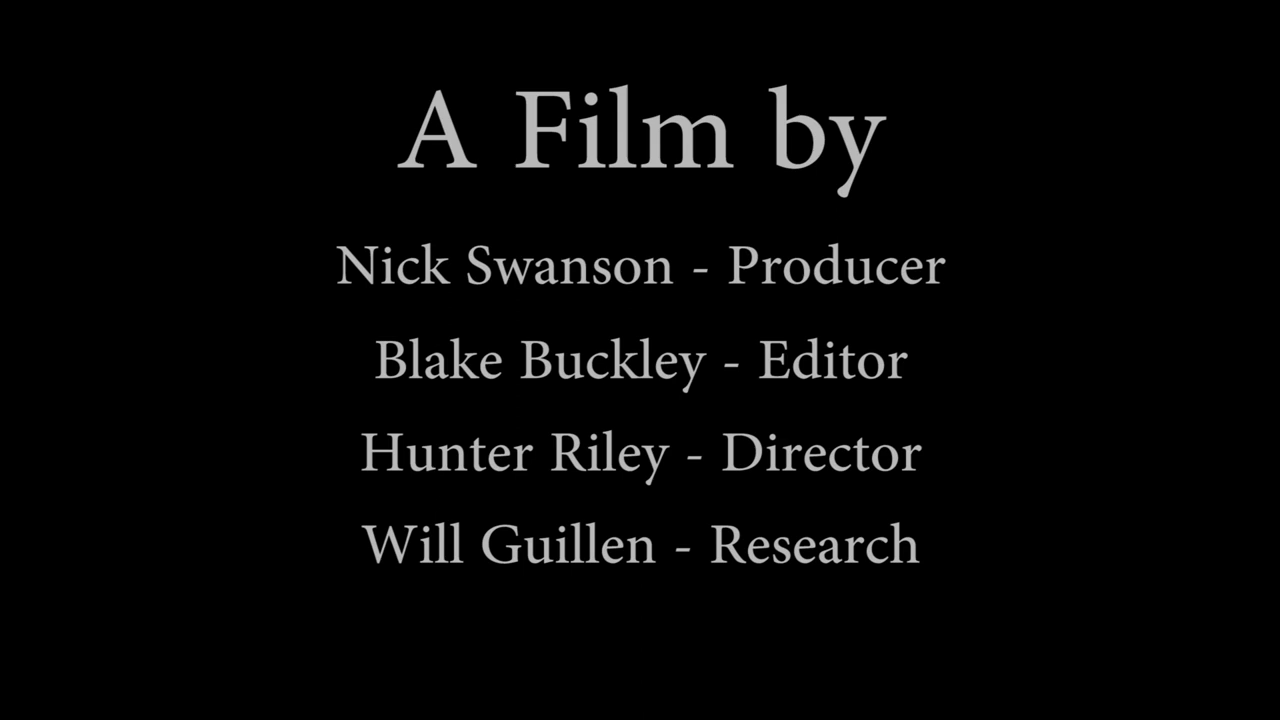 A Film by
Nick Swanson - Producer
Blake Buckley - Editor
Hunter Riley - Director
Will Guillen - Research